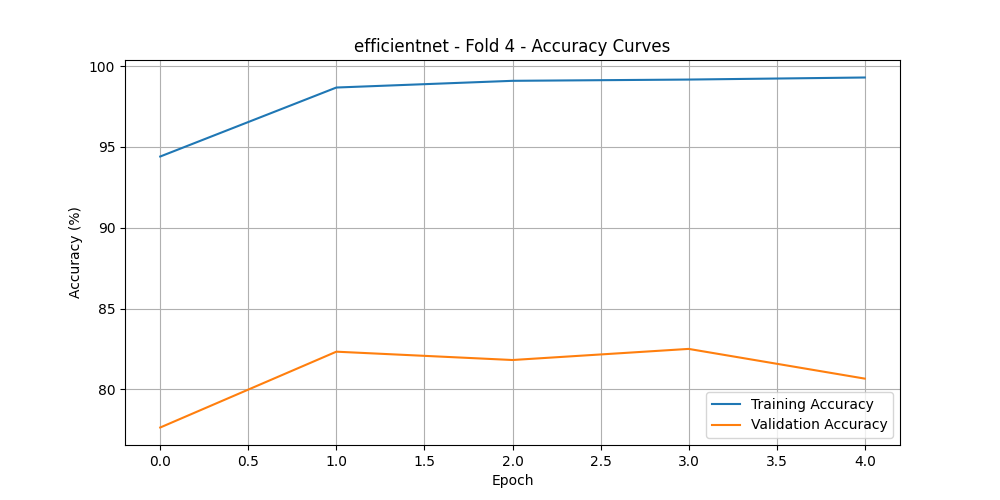 efficientnet - Fold 4 - Accuracy Curves
100
95
90
85
80
Accuracy (%)
0.0 0.5 1.0 1.5 2.0 2.5 3.0 3.5 4.0
Epoch
Training Accuracy
Validation Accuracy